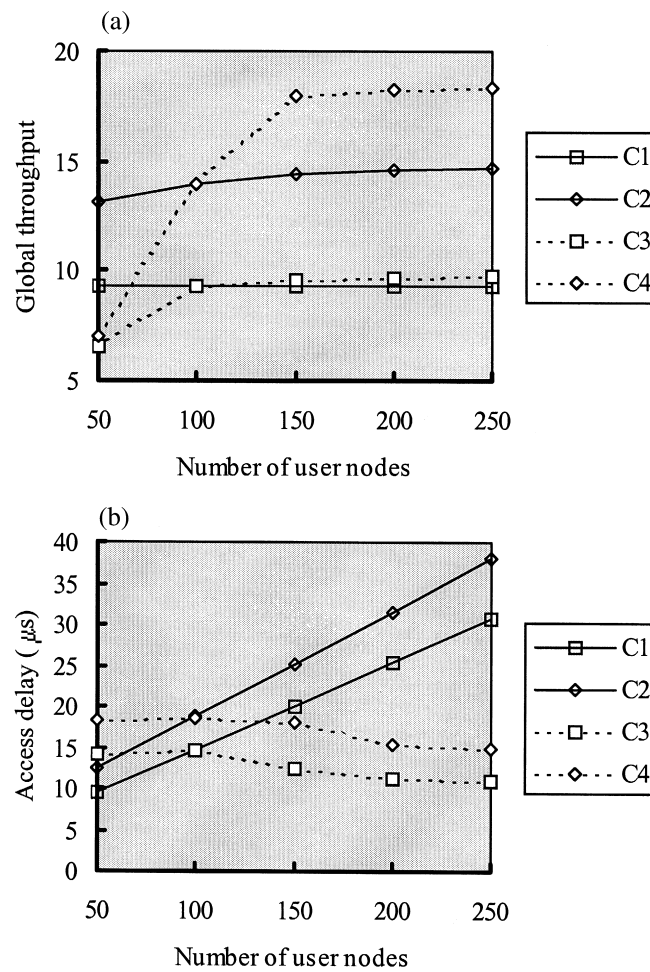 (a)
Global throughput
20
15
10
5
50 100 150 200 250
Number of user nodes
C1
C2
C3
C4
(b)
Access delay ( μs)
40
35
30
25
20
15
10
5
0
50 100 150 200 250
Number of user nodes
C1
C2
C3
C4